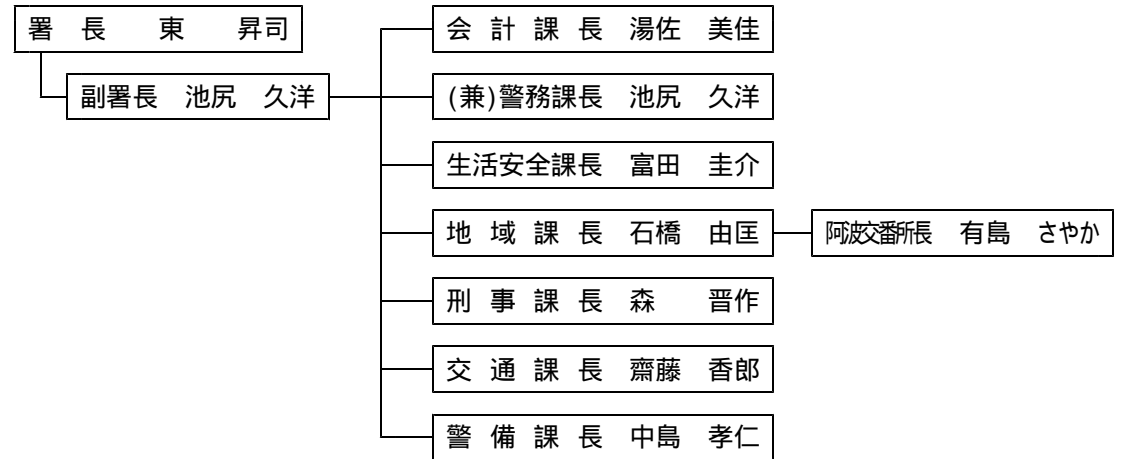 署長 東 昇司
副署長 池尻 久洋
会計課長 湯佐 美佳
(兼)警務課長 池尻 久洋
生活安全課長 富田 圭介
地域課長 石橋 由匡
阿波交番所長 有島 さやか
刑事課長 森 晋作
交通課長 齋藤 香郎
警備課長 中島 孝仁